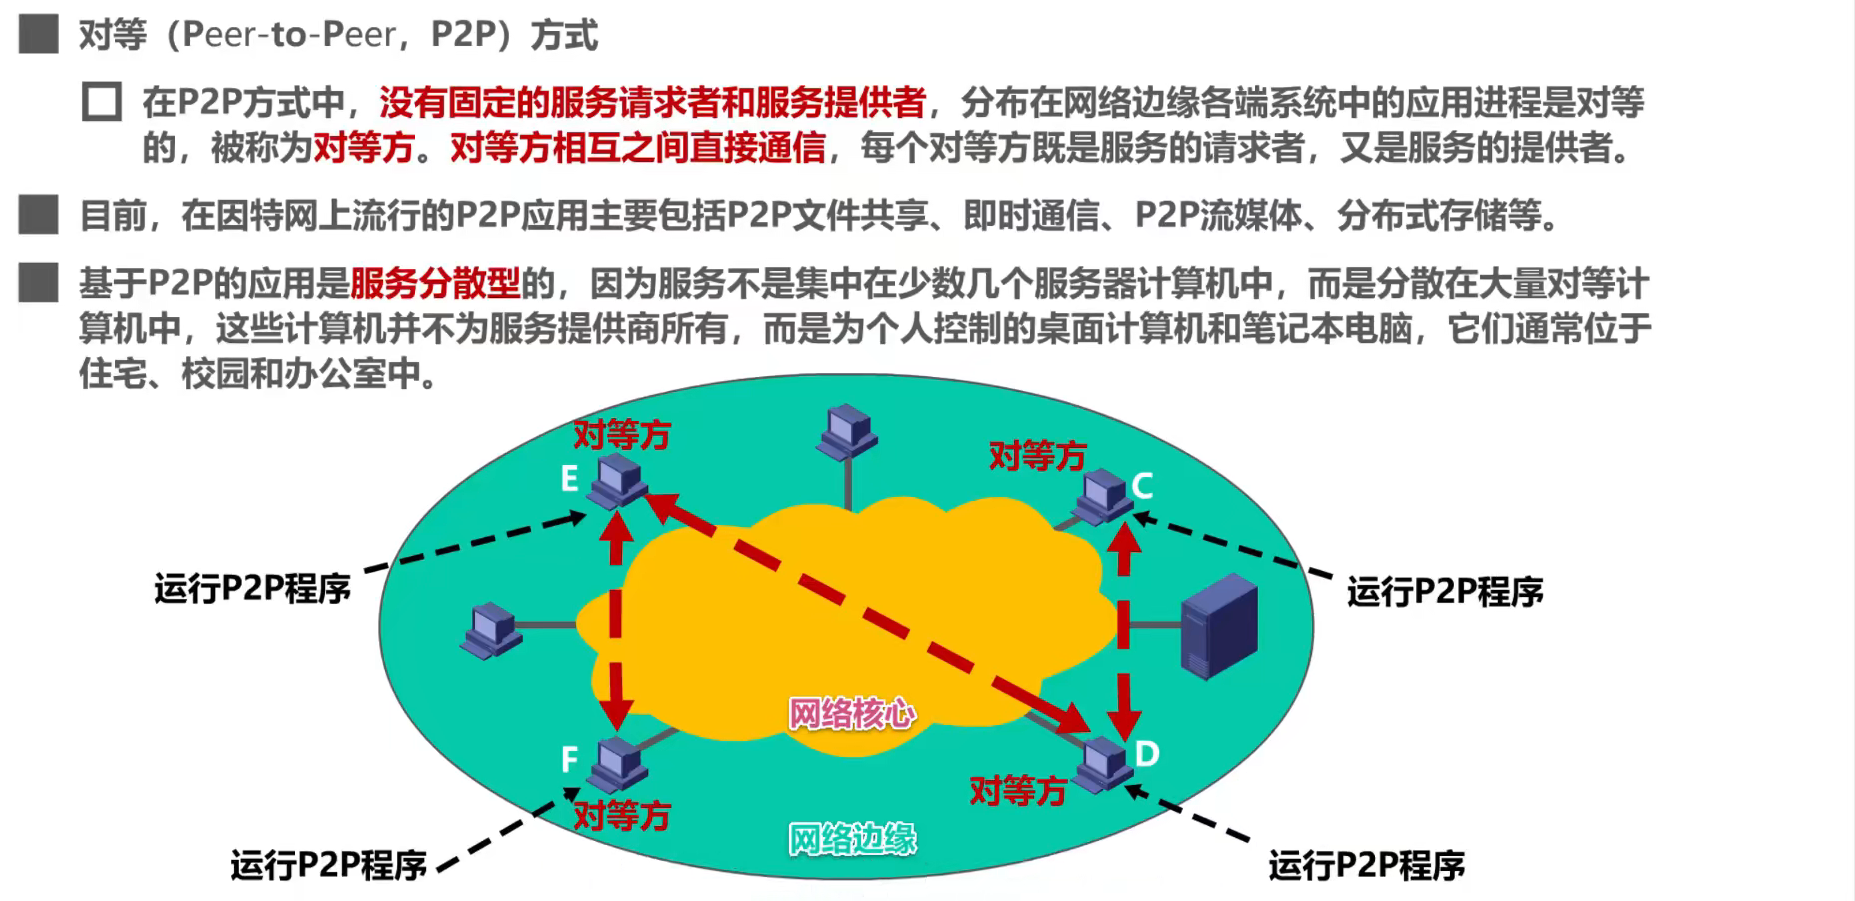 对等（Peer-to-Peer，P2P）方式
在P2P方式中，没有固定的服务请求者和服务提供者，分布在网络边缘各端系统中的应用进程是对等
的，被称为对等方。对等方相互之间直接通信，每个对等方既是服务的请求者，又是服务的提供者。
目前，在因特网上流行的P2P应用主要包括P2P文件共享、即时通信、P2P流媒体、分布式存储等。
基于P2P的应用是服务分散型的，因为服务不是集中在少数几个服务器计算机中，而是分散在大量对等计
算机中，这些计算机并不为服务提供商所有，而是为个人控制的桌面计算机和笔记本电脑，它们通常位于
住宅、校园和办公室中。
对等方
对等方
E
C
运行P2P程序
运行P2P程序
网络核心
F
D
对等方
对等方
网络边缘
运行P2P程序
运行P2P程序